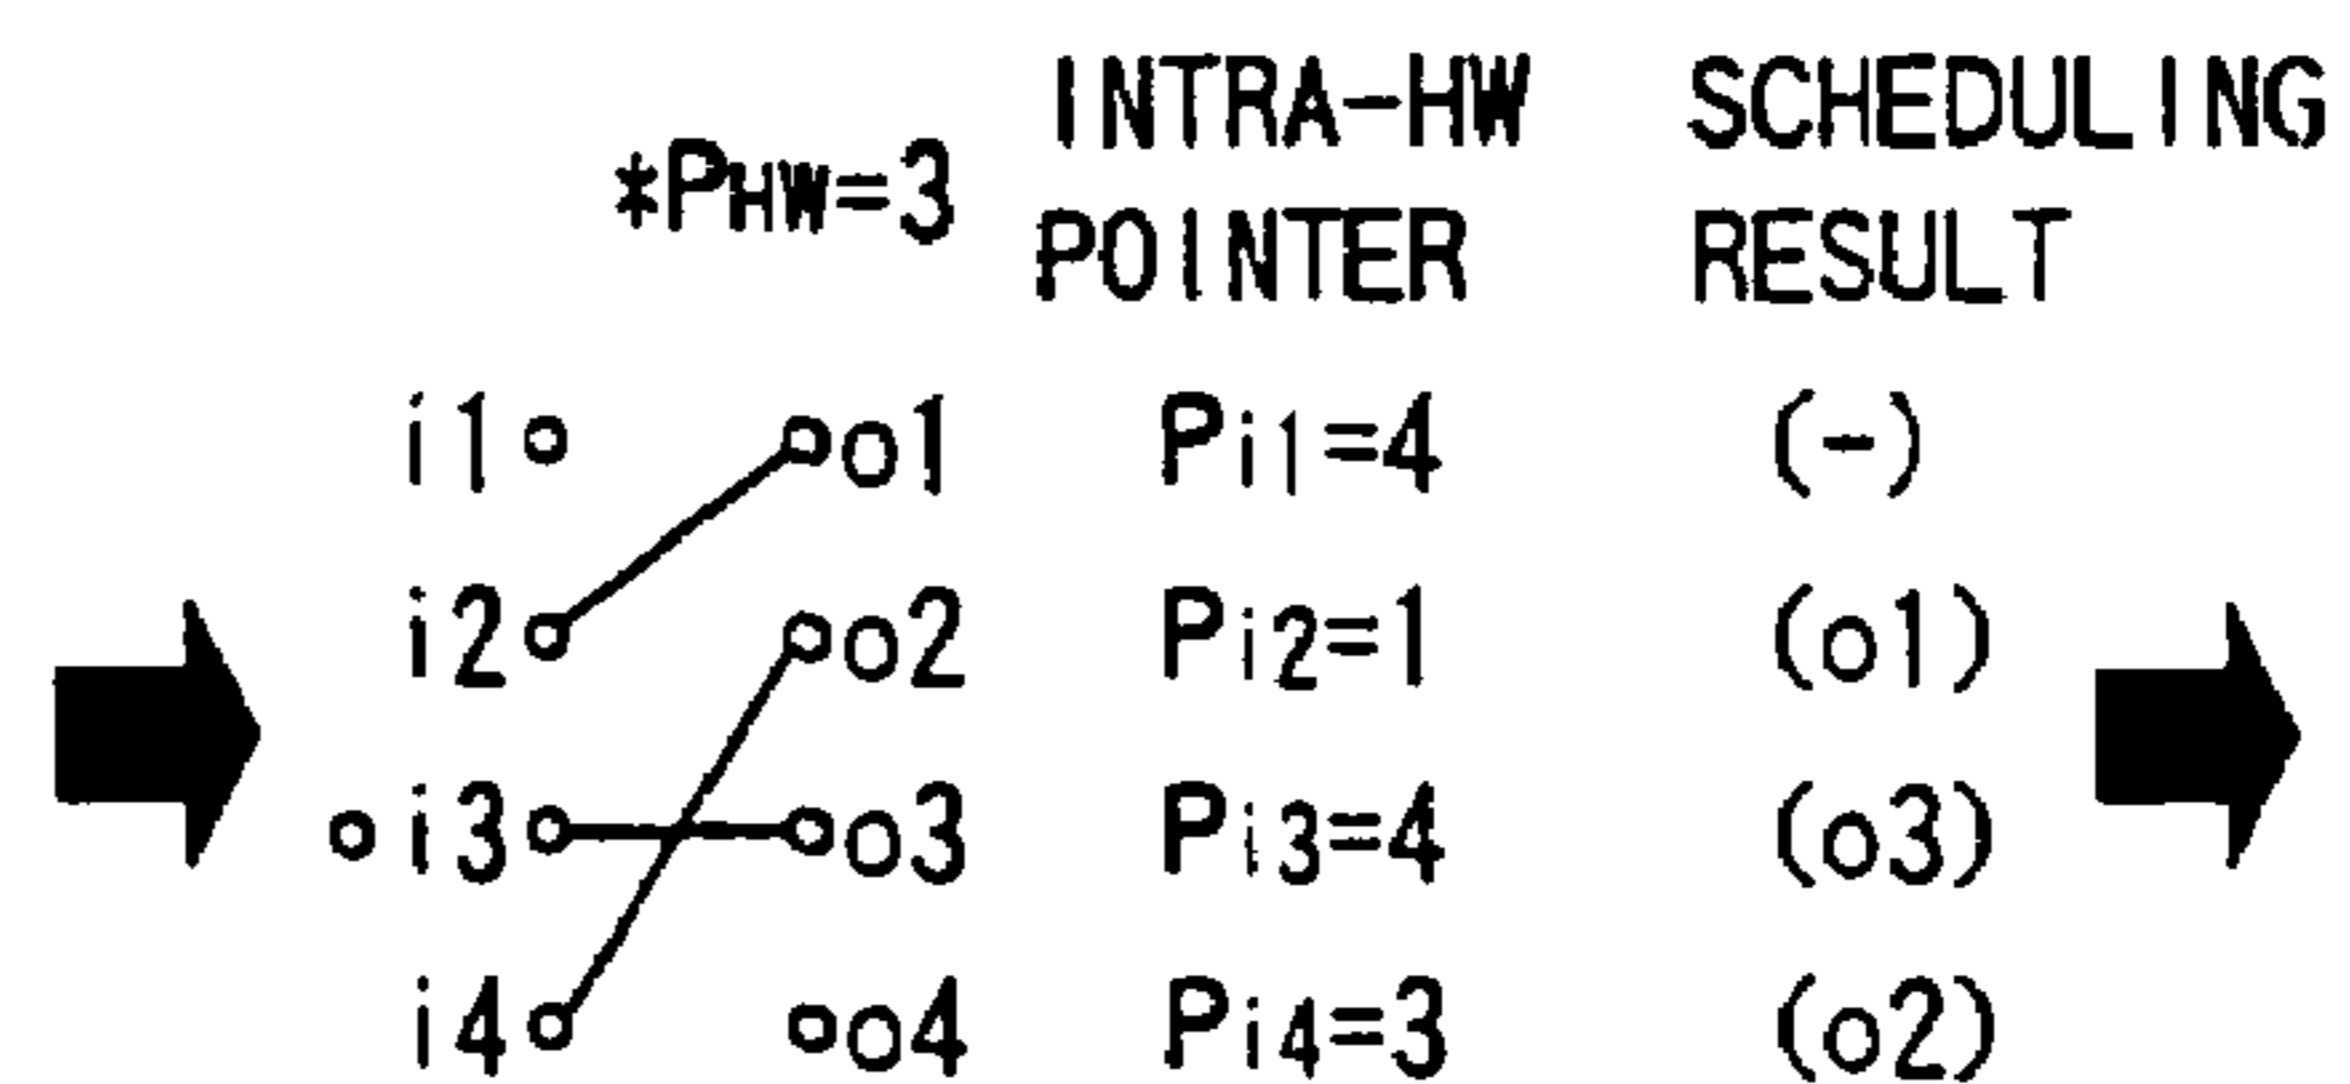 *PHW=3 INTRA-HW POINTER SCHEDULING RESULT
i1 o1 Pi1=4 (-)
i2 o2 Pi2=1 (o1)
i3 o3 Pi3=4 (o3)
i4 o4 Pi4=3 (o2)